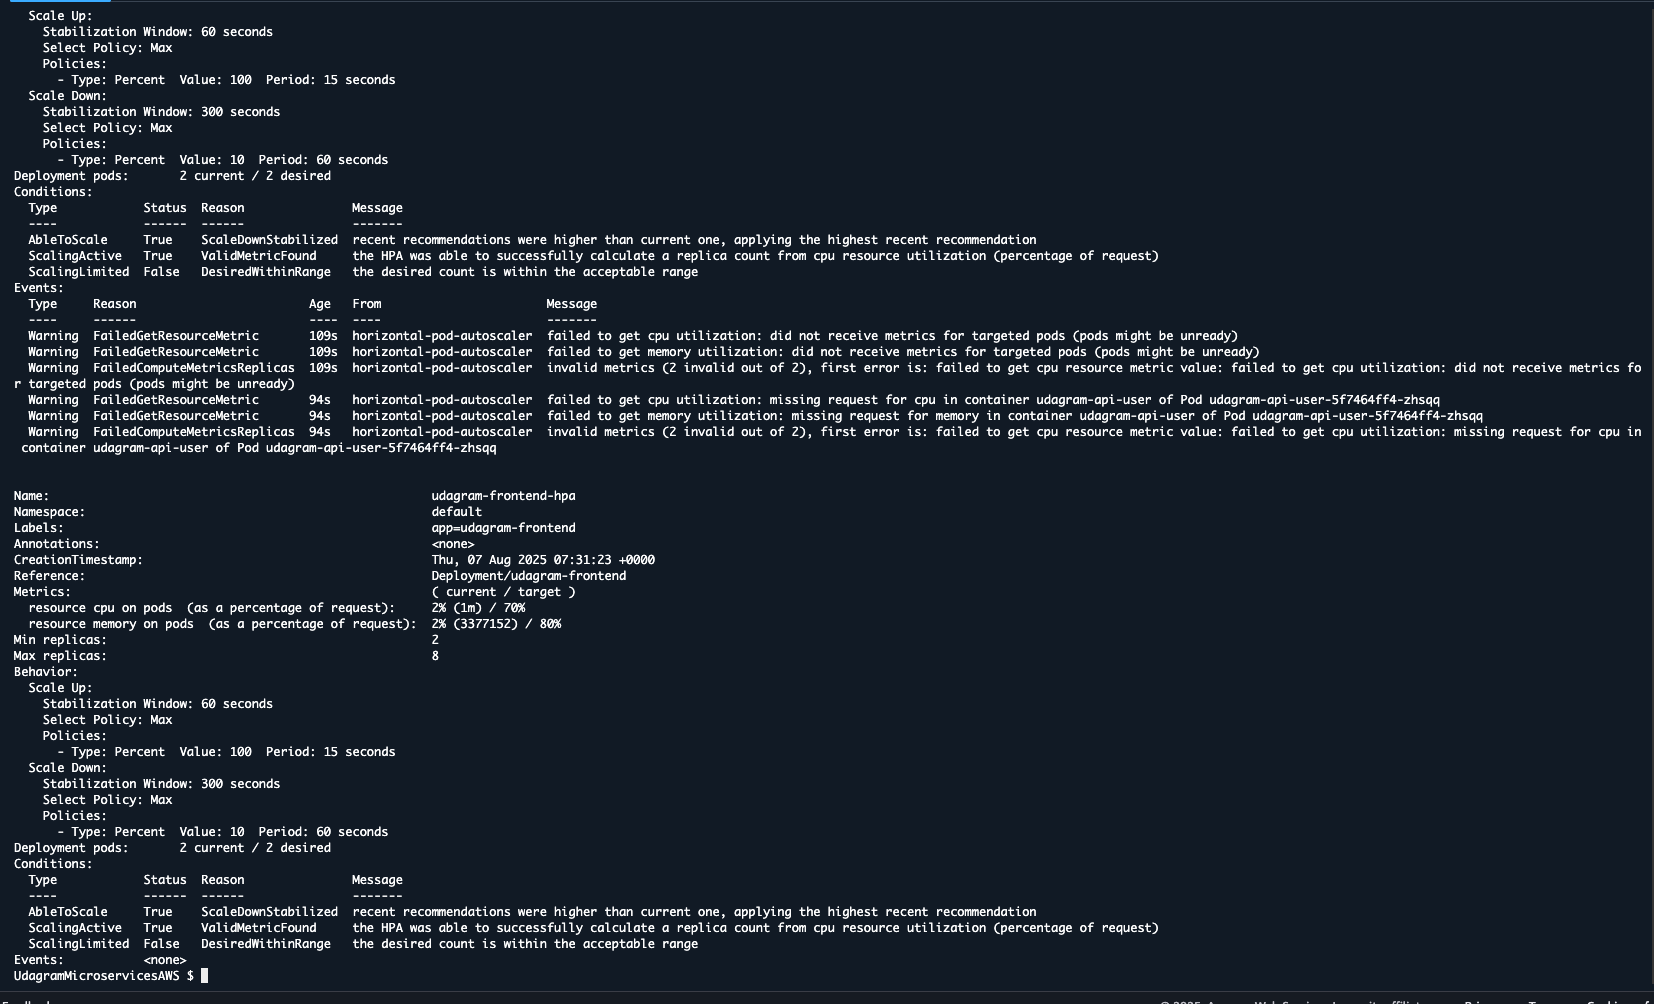 Scale Up:
Stabilization Window: 60 seconds
Select Policy: Max
Policies:
- Type: Percent  Value: 100  Period: 15 seconds
Scale Down:
Stabilization Window: 300 seconds
Select Policy: Max
Policies:
- Type: Percent  Value: 10  Period: 60 seconds
Deployment pods:       2 current / 2 desired
Conditions:
Type            Status  Reason               Message
----            ------  ------               -------
AbleToScale     True    ScaleDownStabilized  recent recommendations were higher than current one, applying the highest recent recommendation
ScalingActive   True    ValidMetricFound     the HPA was able to successfully calculate a replica count from cpu resource utilization (percentage of request)
ScalingLimited  False   DesiredWithinRange   the desired count is within the acceptable range
Events:
Type     Reason                        Age   From                       Message
----     ------                        ----  ----                       -------
Warning  FailedGetResourceMetric       109s  horizontal-pod-autoscaler  failed to get cpu utilization: did not receive metrics for targeted pods (pods might be unready)
Warning  FailedGetResourceMetric       109s  horizontal-pod-autoscaler  failed to get memory utilization: did not receive metrics for targeted pods (pods might be unready)
Warning  FailedComputeMetricsReplicas  109s  horizontal-pod-autoscaler  invalid metrics (2 invalid out of 2), first error is: failed to get cpu resource metric value: failed to get cpu utilization: did not receive metrics fo
r targeted pods (pods might be unready)
Warning  FailedGetResourceMetric       94s   horizontal-pod-autoscaler  failed to get cpu utilization: missing request for cpu in container udagram-api-user of Pod udagram-api-user-5f7464ff4-zhsqq
Warning  FailedGetResourceMetric       94s   horizontal-pod-autoscaler  failed to get memory utilization: missing request for memory in container udagram-api-user of Pod udagram-api-user-5f7464ff4-zhsqq
Warning  FailedComputeMetricsReplicas  94s   horizontal-pod-autoscaler  invalid metrics (2 invalid out of 2), first error is: failed to get cpu resource metric value: failed to get cpu utilization: missing request for cpu in
container udagram-api-user of Pod udagram-api-user-5f7464ff4-zhsqq
Name:                                                     udagram-frontend-hpa
Namespace:                                                default
Labels:                                                   app=udagram-frontend
Annotations:                                              <none>
CreationTimestamp:                                        Thu, 07 Aug 2025 07:31:23 +0000
Reference:                                                Deployment/udagram-frontend
Metrics:                                                  ( current / target )
resource cpu on pods  (as a percentage of request):     2% (1m) / 70%
resource memory on pods  (as a percentage of request):  2% (3377152) / 80%
Min replicas:                                             2
Max replicas:                                             8
Behavior:
Scale Up:
Stabilization Window: 60 seconds
Select Policy: Max
Policies:
- Type: Percent  Value: 100  Period: 15 seconds
Scale Down:
Stabilization Window: 300 seconds
Select Policy: Max
Policies:
- Type: Percent  Value: 10  Period: 60 seconds
Deployment pods:       2 current / 2 desired
Conditions:
Type            Status  Reason               Message
----            ------  ------               -------
AbleToScale     True    ScaleDownStabilized  recent recommendations were higher than current one, applying the highest recent recommendation
ScalingActive   True    ValidMetricFound     the HPA was able to successfully calculate a replica count from cpu resource utilization (percentage of request)
ScalingLimited  False   DesiredWithinRange   the desired count is within the acceptable range
Events:           <none>
UdagramMicroservicesAWS $